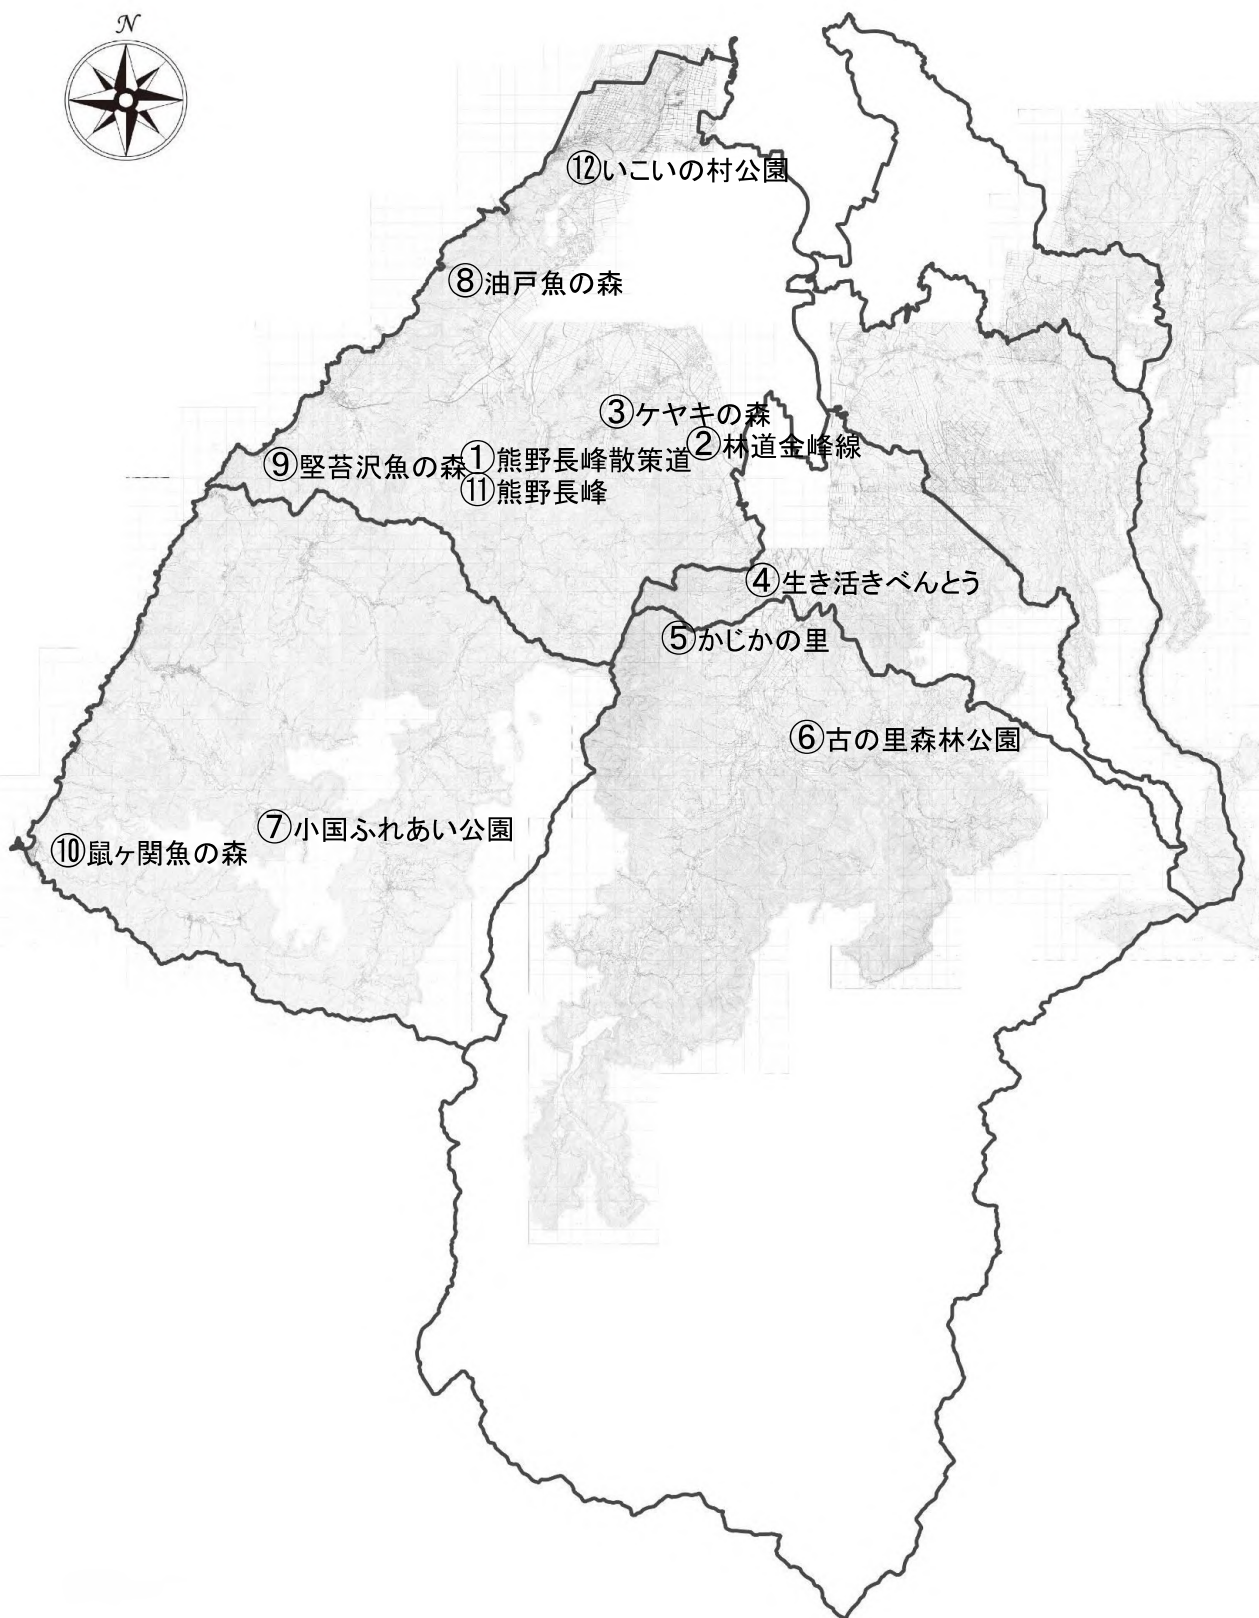 N
⑫いこいの村公園
⑧油戸魚の森
③ケヤキの森
②林道金峰線
①熊野長峰散策道
⑨堅苔沢魚の森
⑪熊野長峰
④生き活きべんとう
⑤かじかの里
⑥古の里森林公園
⑦小国ふれあい公園
⑩鼠ヶ関魚の森